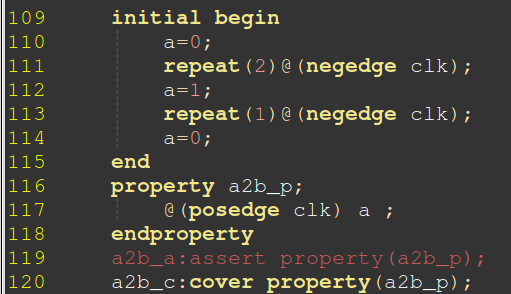 109 initial begin
110 a=0;
111 repeat(2)@(negedge clk);
112 a=1;
113 repeat(1)@(negedge clk);
114 a=0;
115 end
116 property a2b_p;
117 @(posedge clk) a ;
118 endproperty
119 a2b_a:assert property(a2b_p);
120 a2b_c:cover property(a2b_p);